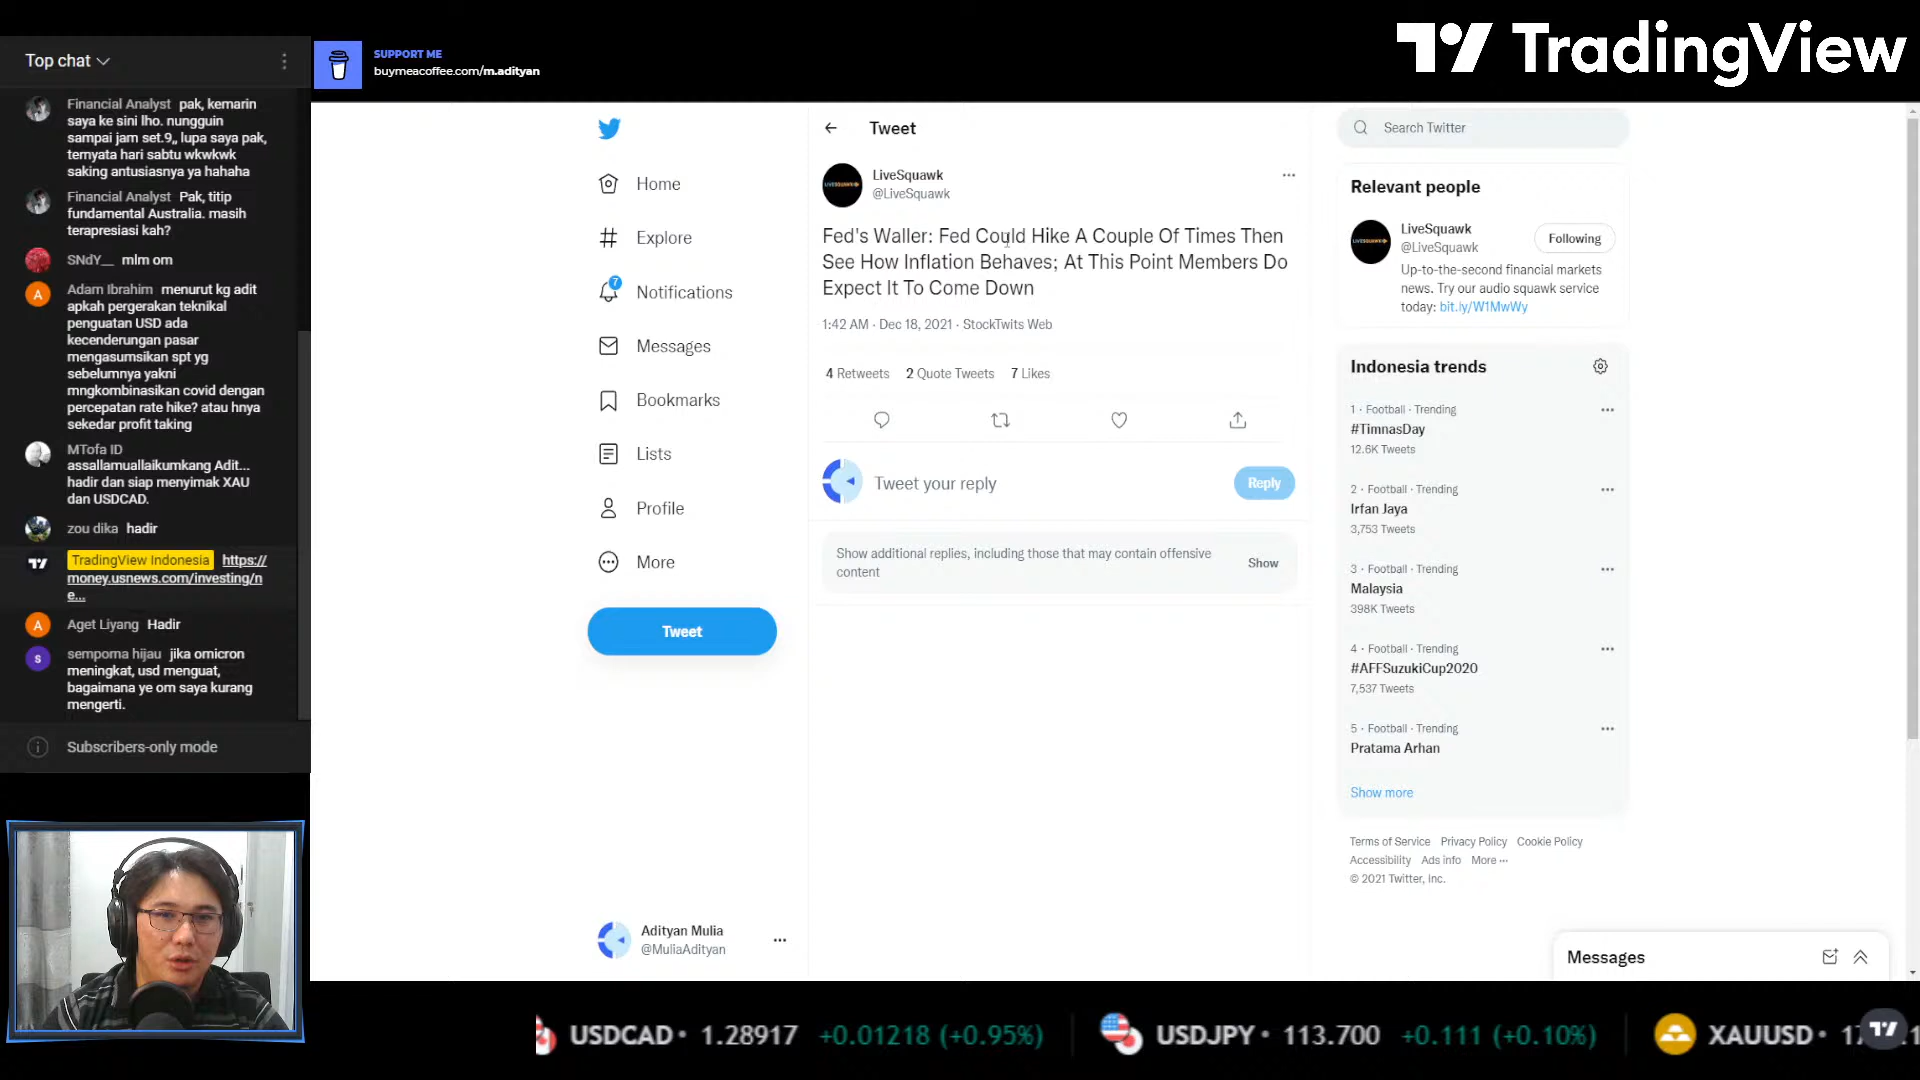 Top chat
Financial Analyst pak, kemarin
saya ke sini lho. nungguin
sampai jam set.9,, lupa saya pak,
ternyata hari sabtu wkwkwk
saking antusiasnya ya hahaha
Financial Analyst Pak, titip
fundamental Australia. masih
terapresiasi kah?
SNdY__ mlm om
A
Adam Ibrahim menurut kg adit
apkah pergerakan teknikal
penguatan USD ada
kecenderungan pasar
mengasumsikan spt yg
sebelumnya yakni
mngkombinasikan covid dengan
percepatan rate hike? atau hnya
sekedar profit taking
MTofa ID
assallamuallaikumkang Adit...
hadir dan siap menyimak XAU
dan USDCAD.
zou dika hadir
TradingView Indonesia https://
money.usnews.com/investing/n
e...
A
Aget Liyang Hadir
S
semporna hijau jika omicron
meningkat, usd menguat,
bagaimana ye om saya kurang
mengerti.
Subscribers-only mode
SUPPORT ME
buymeacoffee.com/m.adityan
TradingView
Home
Explore
7
Notifications
Messages
Bookmarks
Lists
Profile
More
Tweet
Adityan Mulia
@MuliaAdityan
Tweet
LiveSquawk
@LiveSquawk
Fed's Waller: Fed Could Hike A Couple Of Times Then
See How Inflation Behaves; At This Point Members Do
Expect It To Come Down
1:42 AM · Dec 18, 2021 · StockTwits Web
4 Retweets 2 Quote Tweets 7 Likes
Tweet your reply
Reply
Show additional replies, including those that may contain offensive
content
Show
Search Twitter
Relevant people
LiveSquawk
@LiveSquawk
Following
Up-to-the-second financial markets
news. Try our audio squawk service
today: bit.ly/W1MwWy
Indonesia trends
1 · Football · Trending
#TimnasDay
12.6K Tweets
2 · Football · Trending
Irfan Jaya
3,753 Tweets
3 · Football · Trending
Malaysia
398K Tweets
4 · Football · Trending
#AFFSuzukiCup2020
7,537 Tweets
5 · Football · Trending
Pratama Arhan
Show more
Terms of Service Privacy Policy Cookie Policy
Accessibility Ads info More ···
© 2021 Twitter, Inc.
Messages
USDCAD · 1.28917 +0.01218 (+0.95%) USDJPY · 113.700 +0.111 (+0.10%) XAUUSD ·